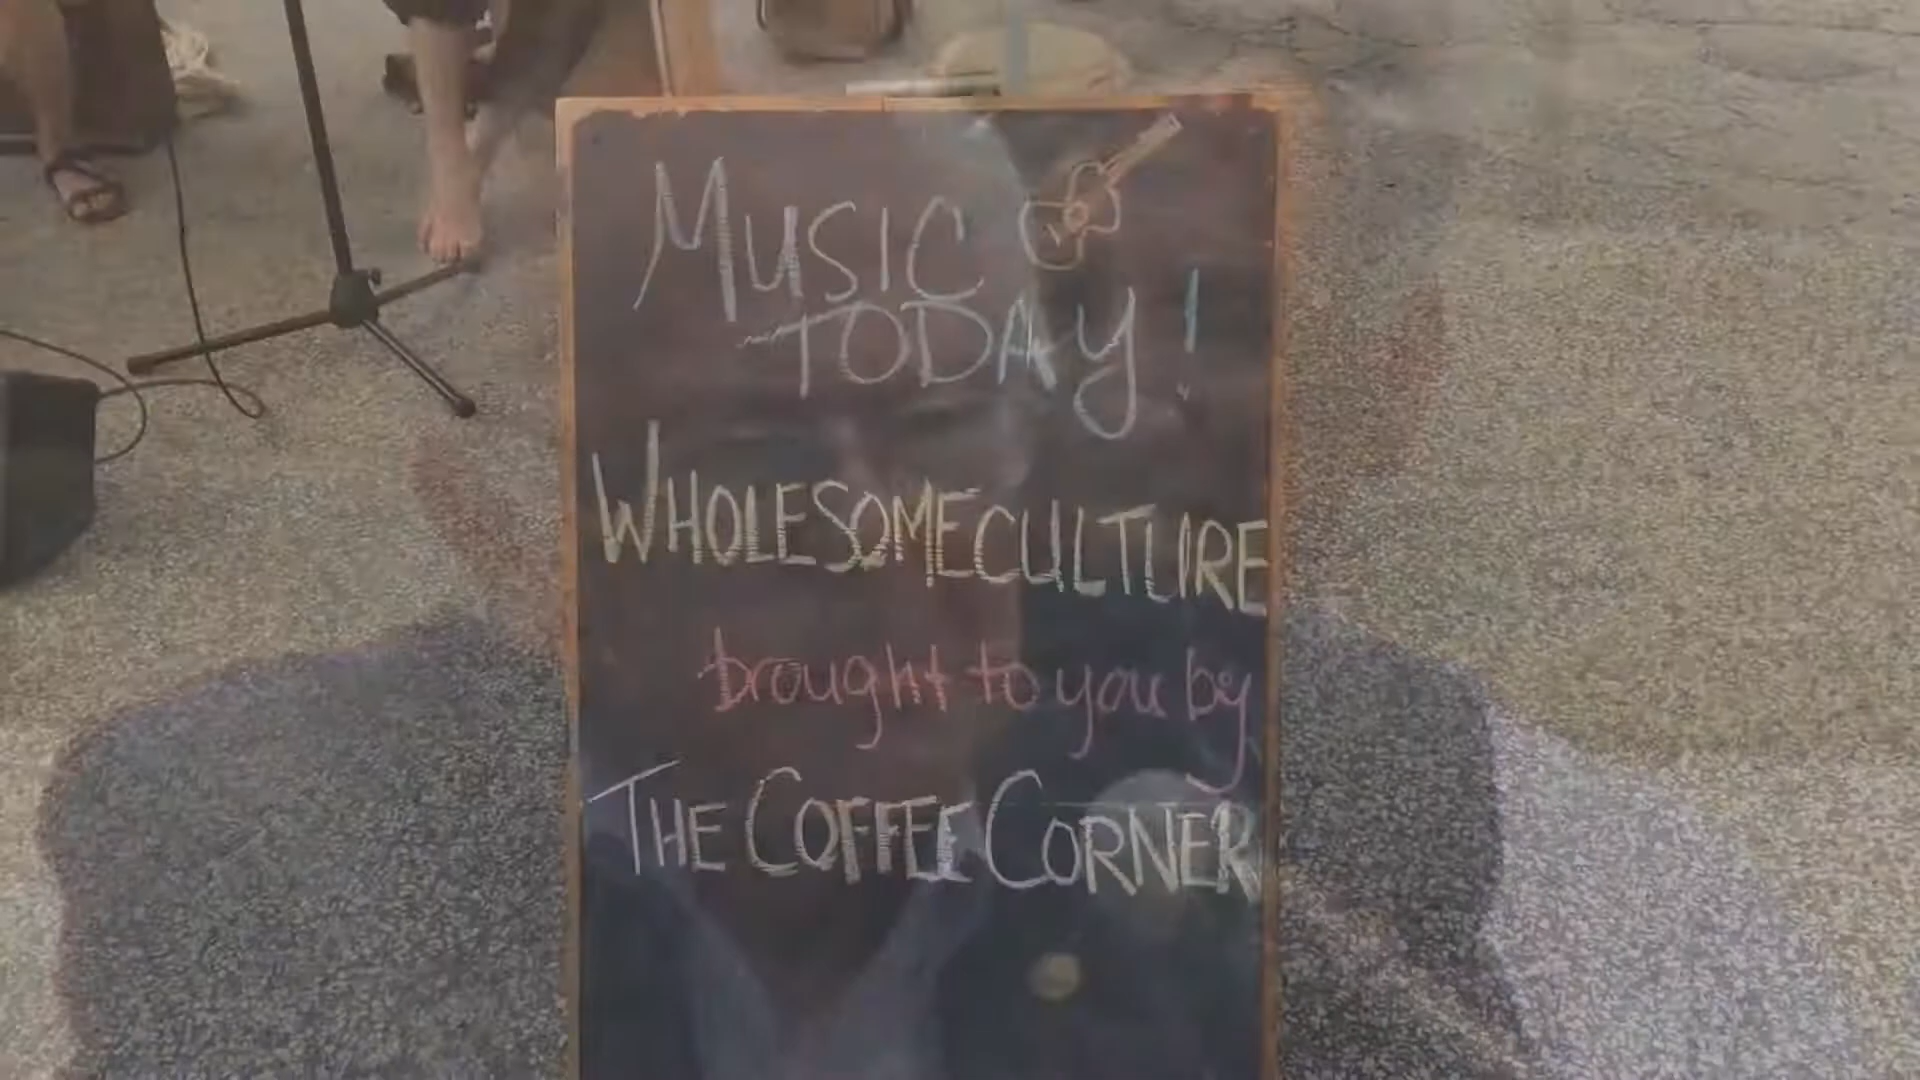 MUSIC
TODAY!
WHOLESOMECULTURE
brought to you by
THE COFFEE CORNER